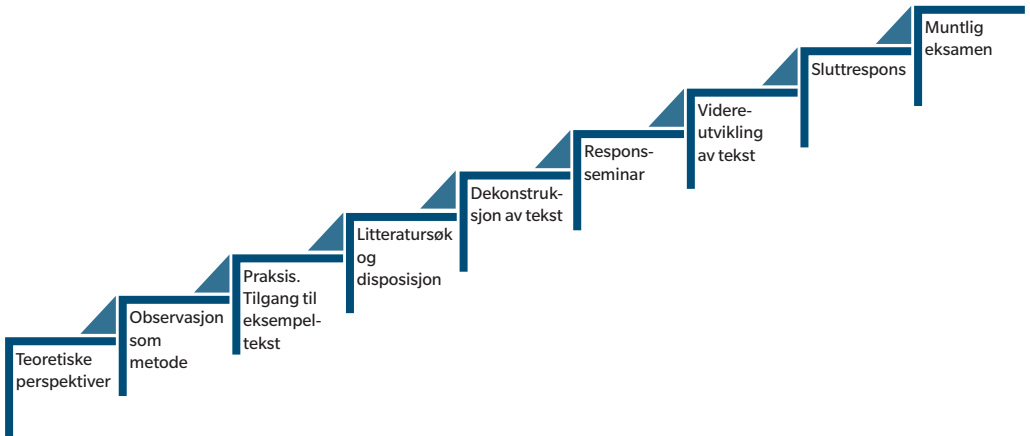 Teoretiske
perspektiver
Observasjon
som
metode
Praksis.
Tilgang til
eksempel-
tekst
Litteratursøk
og
disposisjon
Dekonstruk-
sjon av tekst
Respons-
seminar
Videre-
utvikling
av tekst
Sluttrespons
Muntlig
eksamen